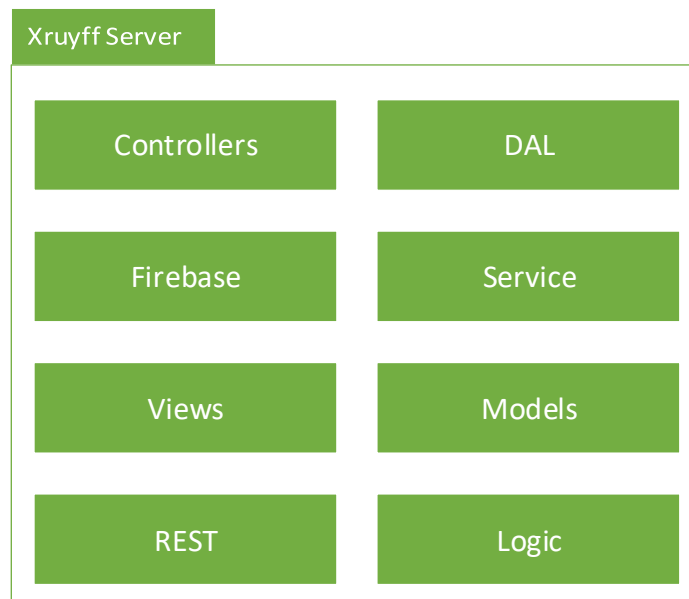 Xruyff Server
Controllers
DAL
Firebase
Service
Views
Models
REST
Logic